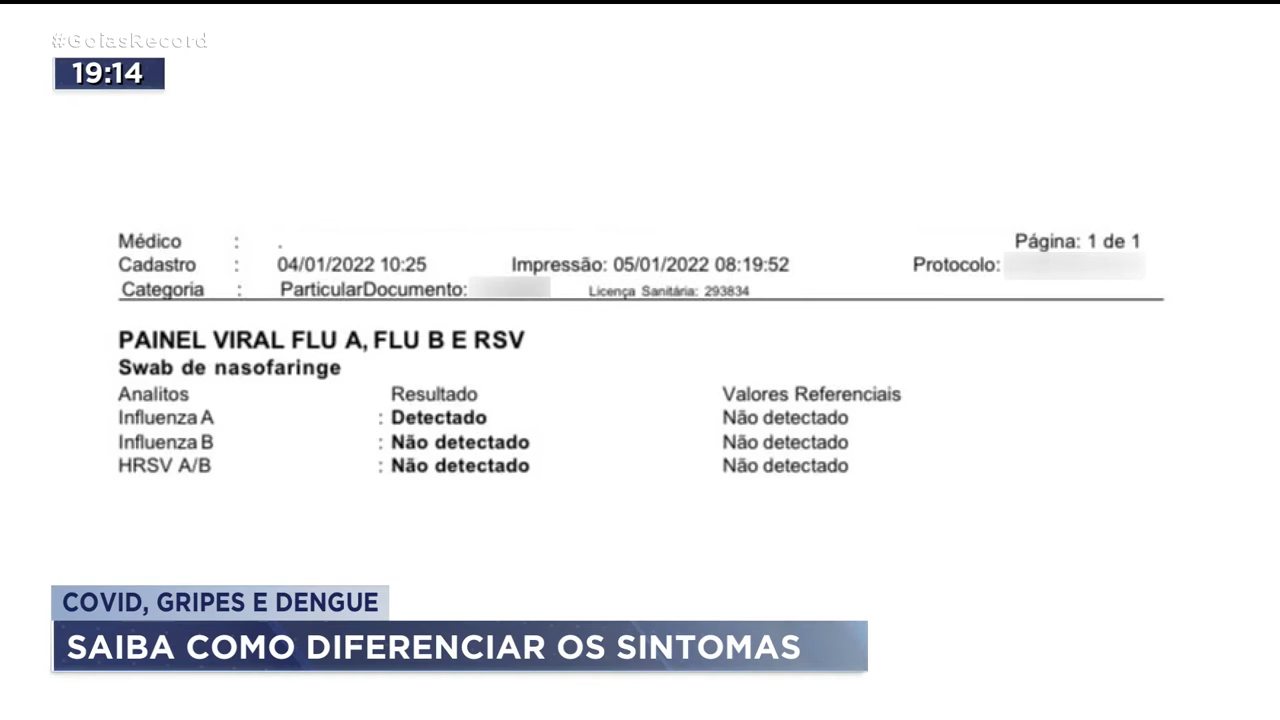 #GoiasRecord
19:14
Médico : . Página: 1 de 1
Cadastro : 04/01/2022 10:25 Impressão: 05/01/2022 08:19:52 Protocolo:
Categoria : ParticularDocumento: Licença Sanitária: 293834
PAINEL VIRAL FLU A, FLU B E RSV
Swab de nasofaringe
Analitos Resultado Valores Referenciais
Influenza A : Detectado Não detectado
Influenza B : Não detectado Não detectado
HRSV A/B : Não detectado Não detectado
COVID, GRIPES E DENGUE
SAIBA COMO DIFERENCIAR OS SINTOMAS